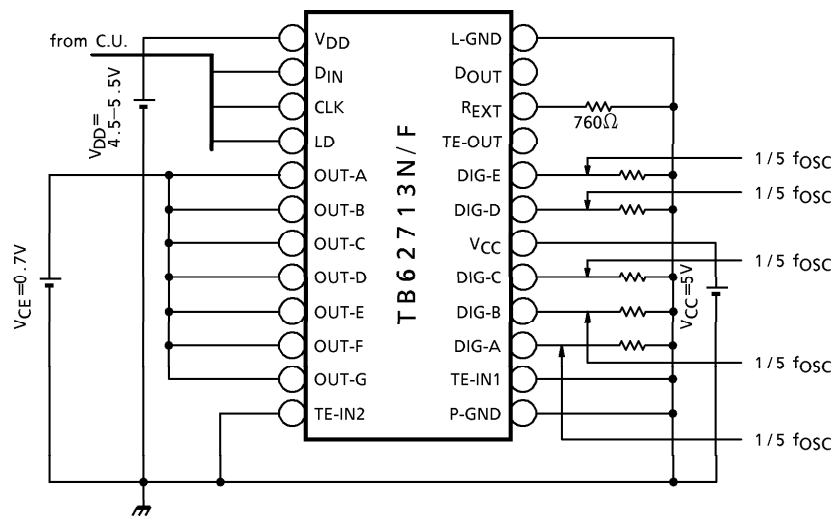 from C.U.
VDD=
4.5–5.5V
VCE=0.7V
VDD
DIN
CLK
LD
OUT-A
OUT-B
OUT-C
OUT-D
OUT-E
OUT-F
OUT-G
TE-IN2
TB62713N/F
L-GND
DOUT
REXT
TE-OUT
DIG-E
DIG-D
VCC
DIG-C
DIG-B
DIG-A
TE-IN1
P-GND
760Ω
VCC=5V
1/5 fOSC
1/5 fOSC
1/5 fOSC
1/5 fOSC
1/5 fOSC